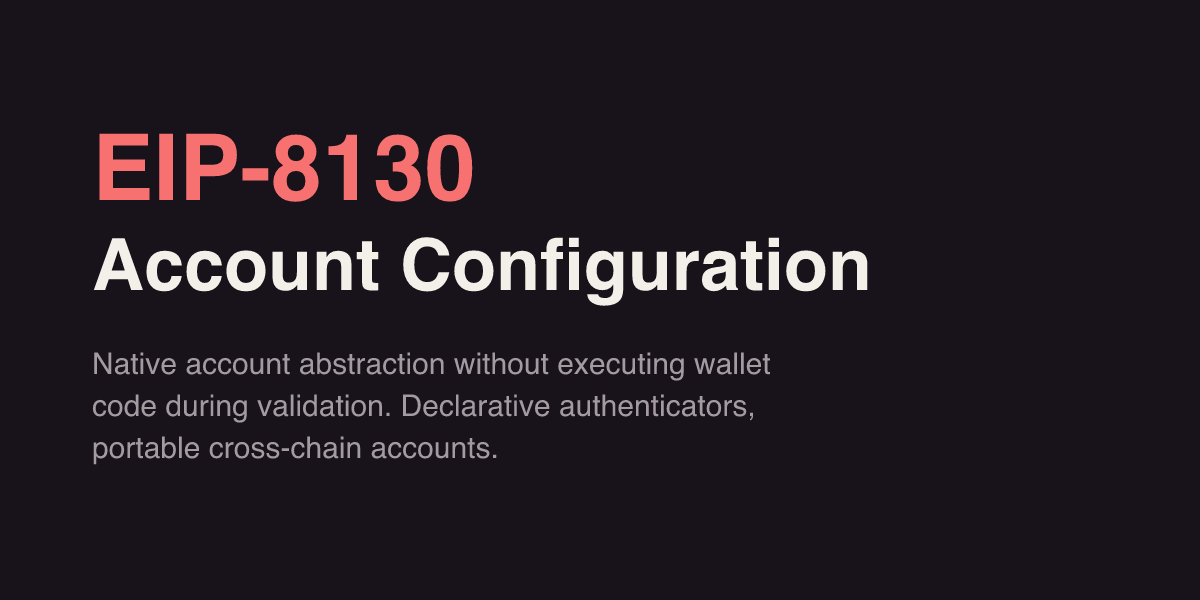 EIP-8130
Account Configuration
Native account abstraction without executing wallet
code during validation. Declarative authenticators,
portable cross-chain accounts.